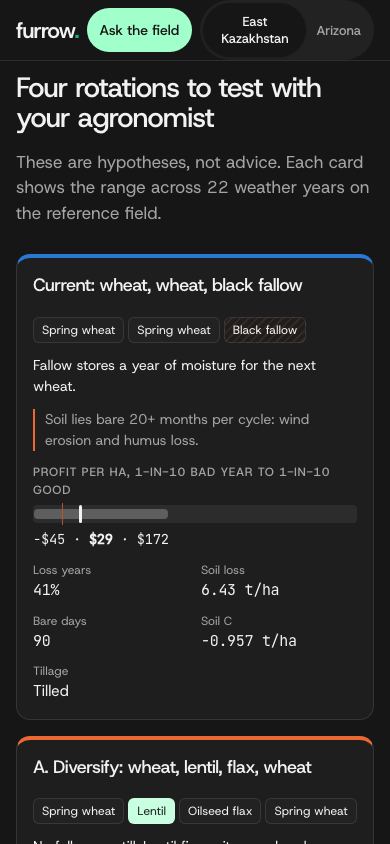 furrow.
Ask the field
East
Kazakhstan
Arizona
Four rotations to test with
your agronomist
These are hypotheses, not advice. Each card
shows the range across 22 weather years on
the reference field.
Current: wheat, wheat, black fallow
Spring wheat
Spring wheat
Black fallow
Fallow stores a year of moisture for the next
wheat.
Soil lies bare 20+ months per cycle: wind
erosion and humus loss.
PROFIT PER HA, 1-IN-10 BAD YEAR TO 1-IN-10
GOOD
-$45 · $29 · $172
Loss years
41%
Soil loss
6.43 t/ha
Bare days
90
Soil C
-0.957 t/ha
Tillage
Tilled
A. Diversify: wheat, lentil, flax, wheat
Spring wheat
Lentil
Oilseed flax
Spring wheat